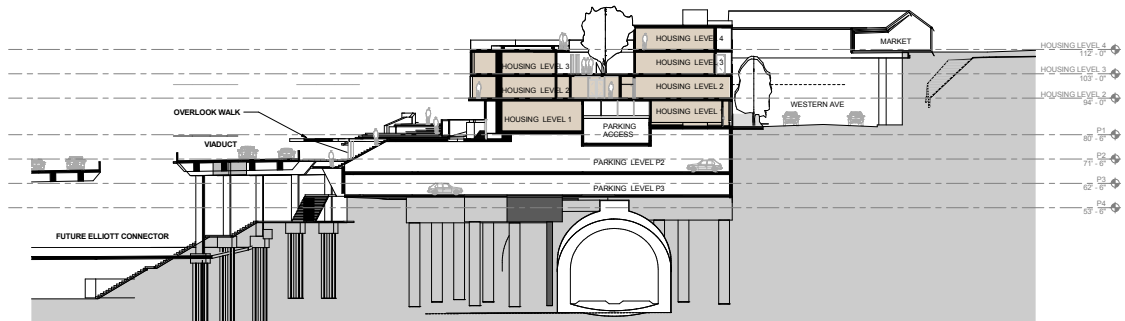 HOUSING LEVEL 4
MARKET
HOUSING LEVEL 4
112' - 0"
HOUSING LEVEL 3
HOUSING LEVEL 3
HOUSING LEVEL 3
103' - 0"
HOUSING LEVEL 2
HOUSING LEVEL 2
HOUSING LEVEL 2
94' - 0"
OVERLOOK WALK
WESTERN AVE
HOUSING LEVEL 1
HOUSING LEVEL 1
PARKING
ACCESS
P1
80' - 6"
VIADUCT
PARKING LEVEL P2
P2
71' - 6"
PARKING LEVEL P3
P3
62' - 6"
P4
53' - 6"
FUTURE ELLIOTT CONNECTOR